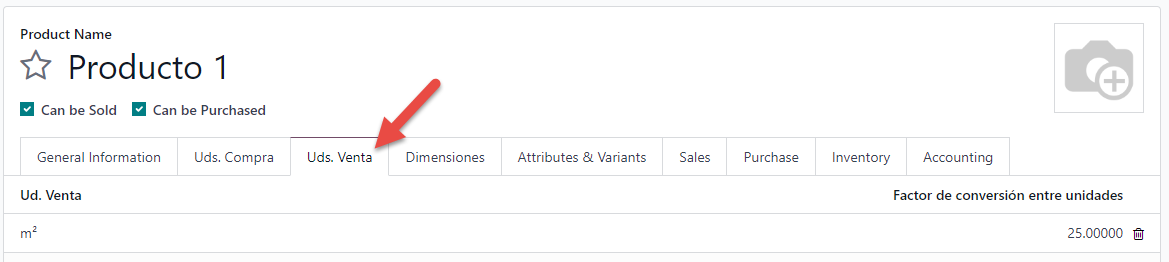 Product Name
Producto 1
Can be Sold Can be Purchased
General Information Uds. Compra Uds. Venta Dimensiones Attributes & Variants Sales Purchase Inventory Accounting
Ud. Venta Factor de conversión entre unidades
m² 25.00000